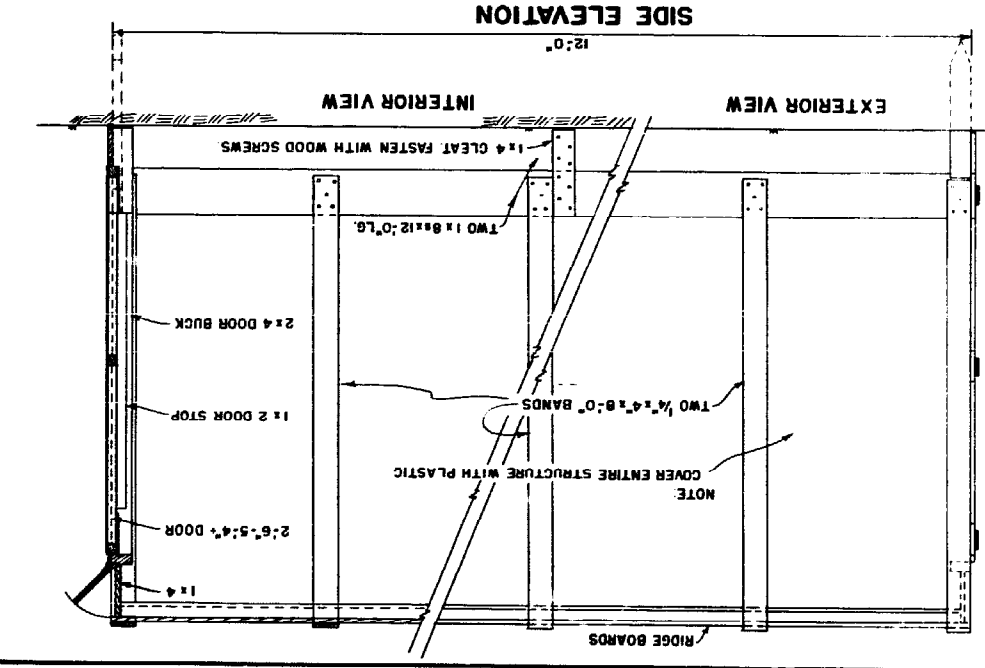 RIDGE BOARDS
1 x 4
2'-6"-5'-4"+ DOOR
NOTE:
COVER ENTIRE STRUCTURE WITH PLASTIC
1 x 2 DOOR STOP
TWO 1/4"x 4"x 8'-0" BANDS
2 x 4 DOOR BUCK
TWO 1 x 8s x 12'-0" LG.
1 x 4 CLEAT. FASTEN WITH WOOD SCREWS.
EXTERIOR VIEW
INTERIOR VIEW
12'-0"
SIDE ELEVATION